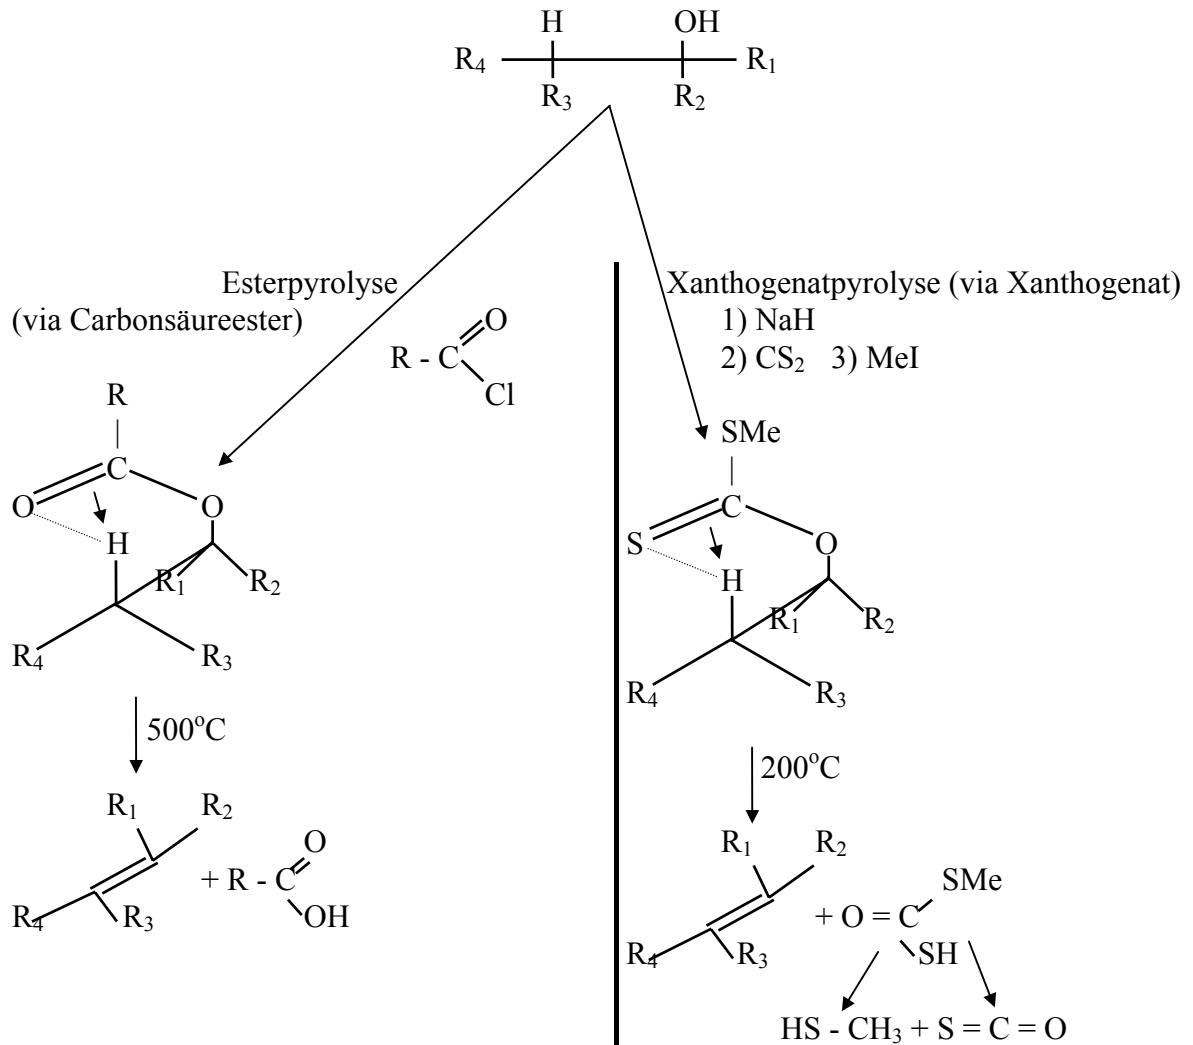 H OH
R₄ R₁
R₃ R₂
Esterpyrolyse
(via Carbonsäureester)
R - C
O
Cl
R
C
O
O
H
R₁ R₂
R₄ R₃
500°C
R₁ R₂
R₄ R₃
+ R - C
O
OH
Xanthogenatpyrolyse (via Xanthogenat)
1) NaH
2) CS₂ 3) MeI
SMe
C
S
O
H
R₁ R₂
R₄ R₃
200°C
R₁ R₂
R₄ R₃
SMe
+ O = C
SH
HS - CH₃ + S = C = O